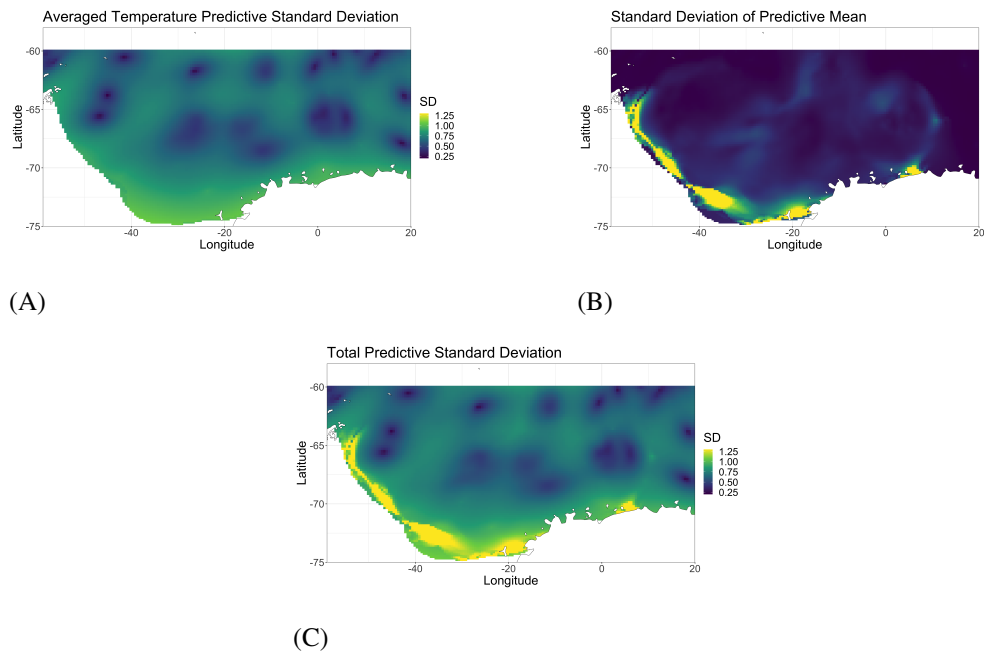 Averaged Temperature Predictive Standard Deviation
-60
-65
-70
-75
Latitude
-40
-20
0
20
Longitude
SD
1.25
1.00
0.75
0.50
0.25
(A)
Standard Deviation of Predictive Mean
-60
-65
-70
-75
Latitude
-40
-20
0
20
Longitude
(B)
Total Predictive Standard Deviation
-60
-65
-70
-75
Latitude
-40
-20
0
20
Longitude
SD
1.25
1.00
0.75
0.50
0.25
(C)